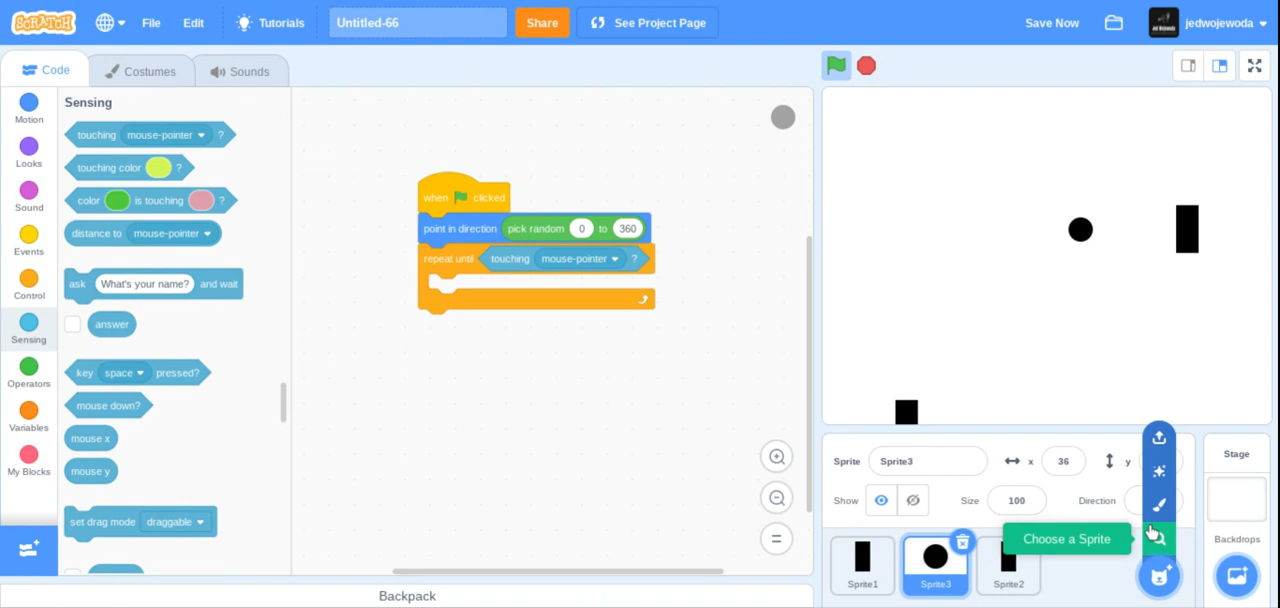 SCRATCH File Edit Tutorials Untitled-66 Share See Project Page Save Now jedwojewoda
Code Costumes Sounds
Motion
Looks
Sound
Events
Control
Sensing
Operators
Variables
My Blocks
Sensing
touching mouse-pointer ?
touching color ?
color is touching ?
distance to mouse-pointer
ask What's your name? and wait
answer
key space pressed?
mouse down?
mouse x
mouse y
set drag mode draggable
when clicked
point in direction pick random 0 to 360
repeat until touching mouse-pointer ?
Backpack
Sprite Sprite3 x 36 y
Show Size 100 Direction
Choose a Sprite
Sprite1 Sprite3 Sprite2
Stage
Backdrops